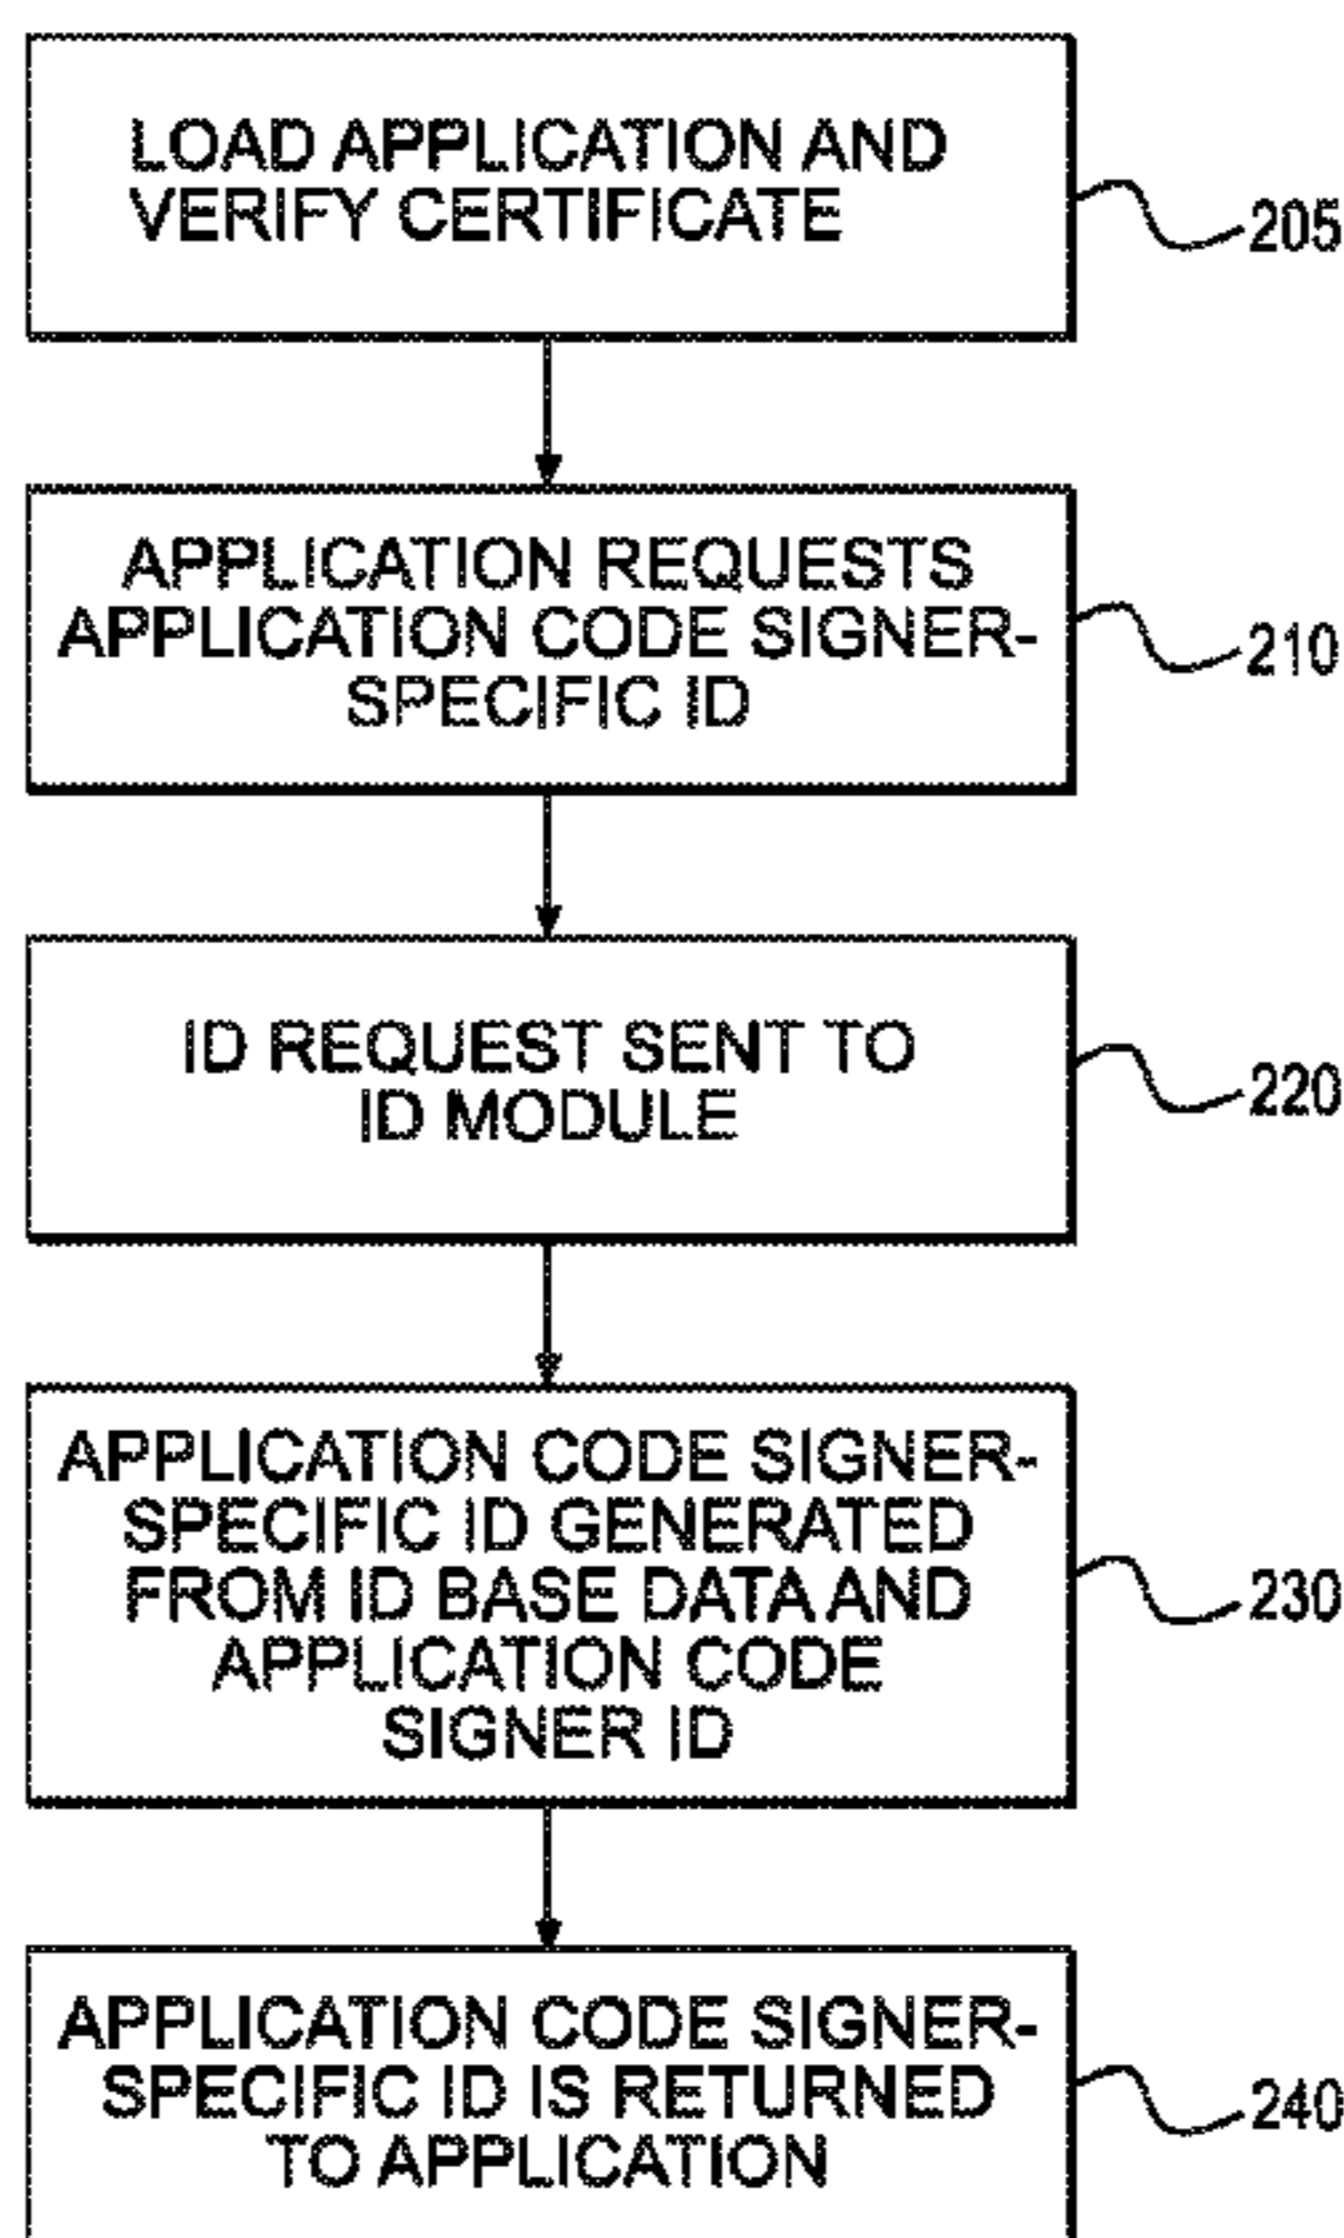 LOAD APPLICATION AND
VERIFY CERTIFICATE
205
APPLICATION REQUESTS
APPLICATION CODE SIGNER-
SPECIFIC ID
210
ID REQUEST SENT TO
ID MODULE
220
APPLICATION CODE SIGNER-
SPECIFIC ID GENERATED
FROM ID BASE DATA AND
APPLICATION CODE
SIGNER ID
230
APPLICATION CODE SIGNER-
SPECIFIC ID IS RETURNED
TO APPLICATION
240